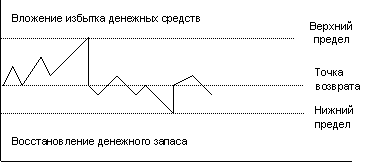 Вложение избытка денежных средств
Верхний
предел
Точка
возврата
Нижний
предел
Восстановление денежного запаса